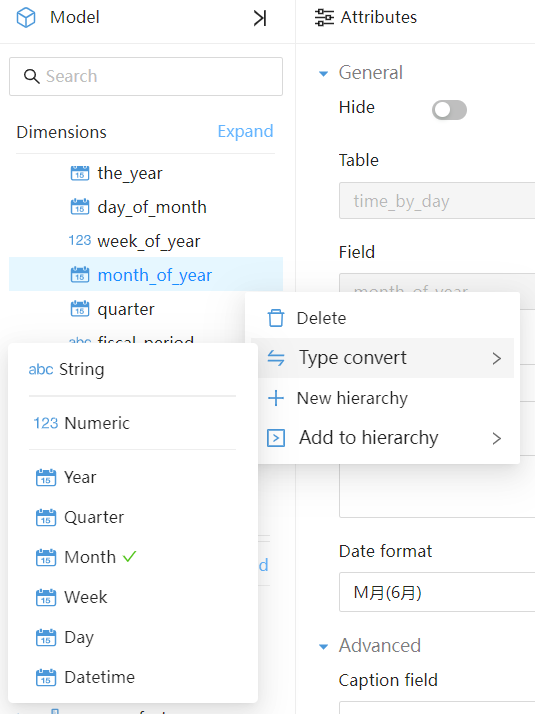 Model
Search
Dimensions Expand
the_year
day_of_month
123 week_of_year
month_of_year
quarter
abc fiscal_period
Delete
Type convert
New hierarchy
Add to hierarchy
abc String
123 Numeric
Year
Quarter
Month
Week
Day
Datetime
d
Attributes
General
Hide
Table
time_by_day
Field
month_of_year
Date format
M月(6月)
Advanced
Caption field